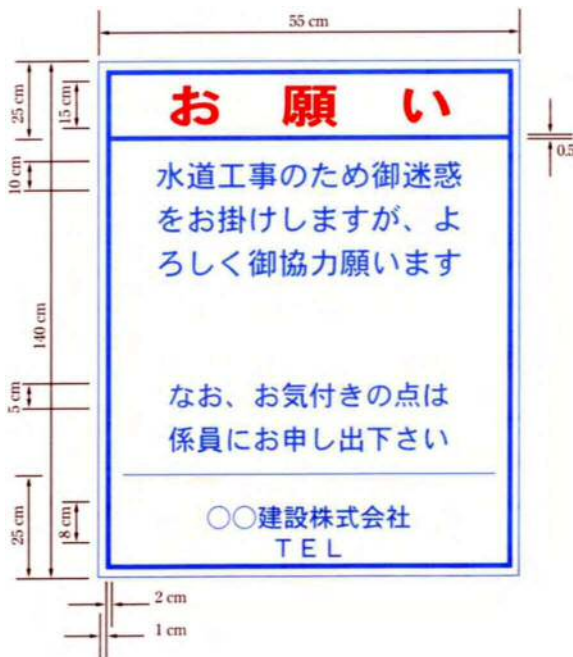 55 cm
25 cm
15 cm
お願い
0.5
10 cm
水道工事のため御迷惑
をお掛けしますが、よ
ろしく御協力願います
140 cm
5 cm
なお、お気付きの点は
係員にお申し出下さい
25 cm
8 cm
○○建設株式会社
TEL
2 cm
1 cm